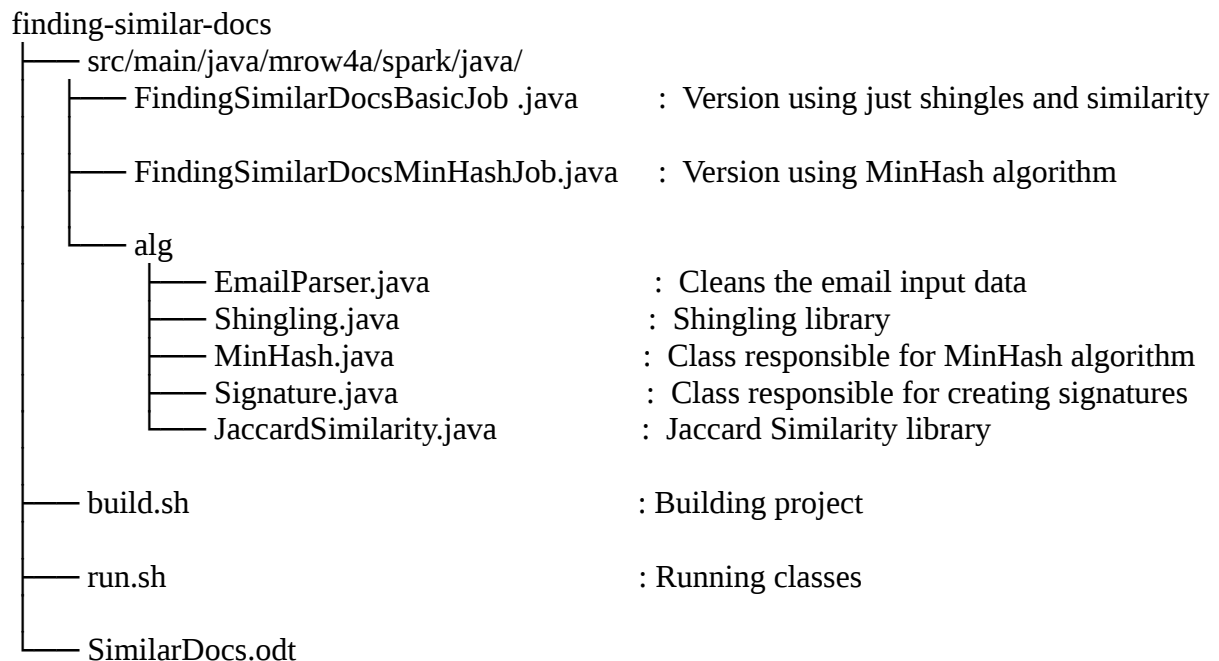 finding-similar-docs
├── src/main/java/mrow4a/spark/java/
│ ├── FindingSimilarDocsBasicJob .java : Version using just shingles and similarity
│ ├── FindingSimilarDocsMinHashJob.java : Version using MinHash algorithm
│ └── alg
│ ├── EmailParser.java : Cleans the email input data
│ ├── Shingling.java : Shingling library
│ ├── MinHash.java : Class responsible for MinHash algorithm
│ ├── Signature.java : Class responsible for creating signatures
│ └── JaccardSimilarity.java : Jaccard Similarity library
├── build.sh : Building project
├── run.sh : Running classes
└── SimilarDocs.odt